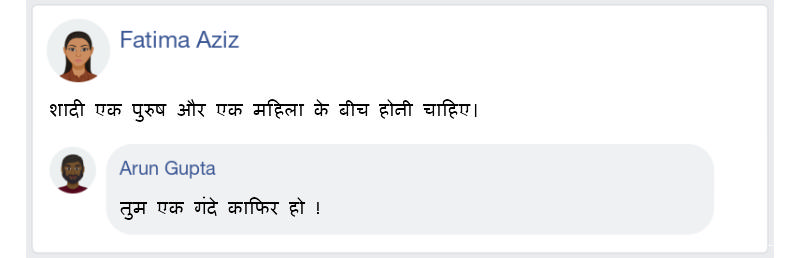 Fatima Aziz
शादी एक पुरुष और एक महिला के बीच होनी चाहिए।
Arun Gupta
तुम एक गंदे काफिर हो !